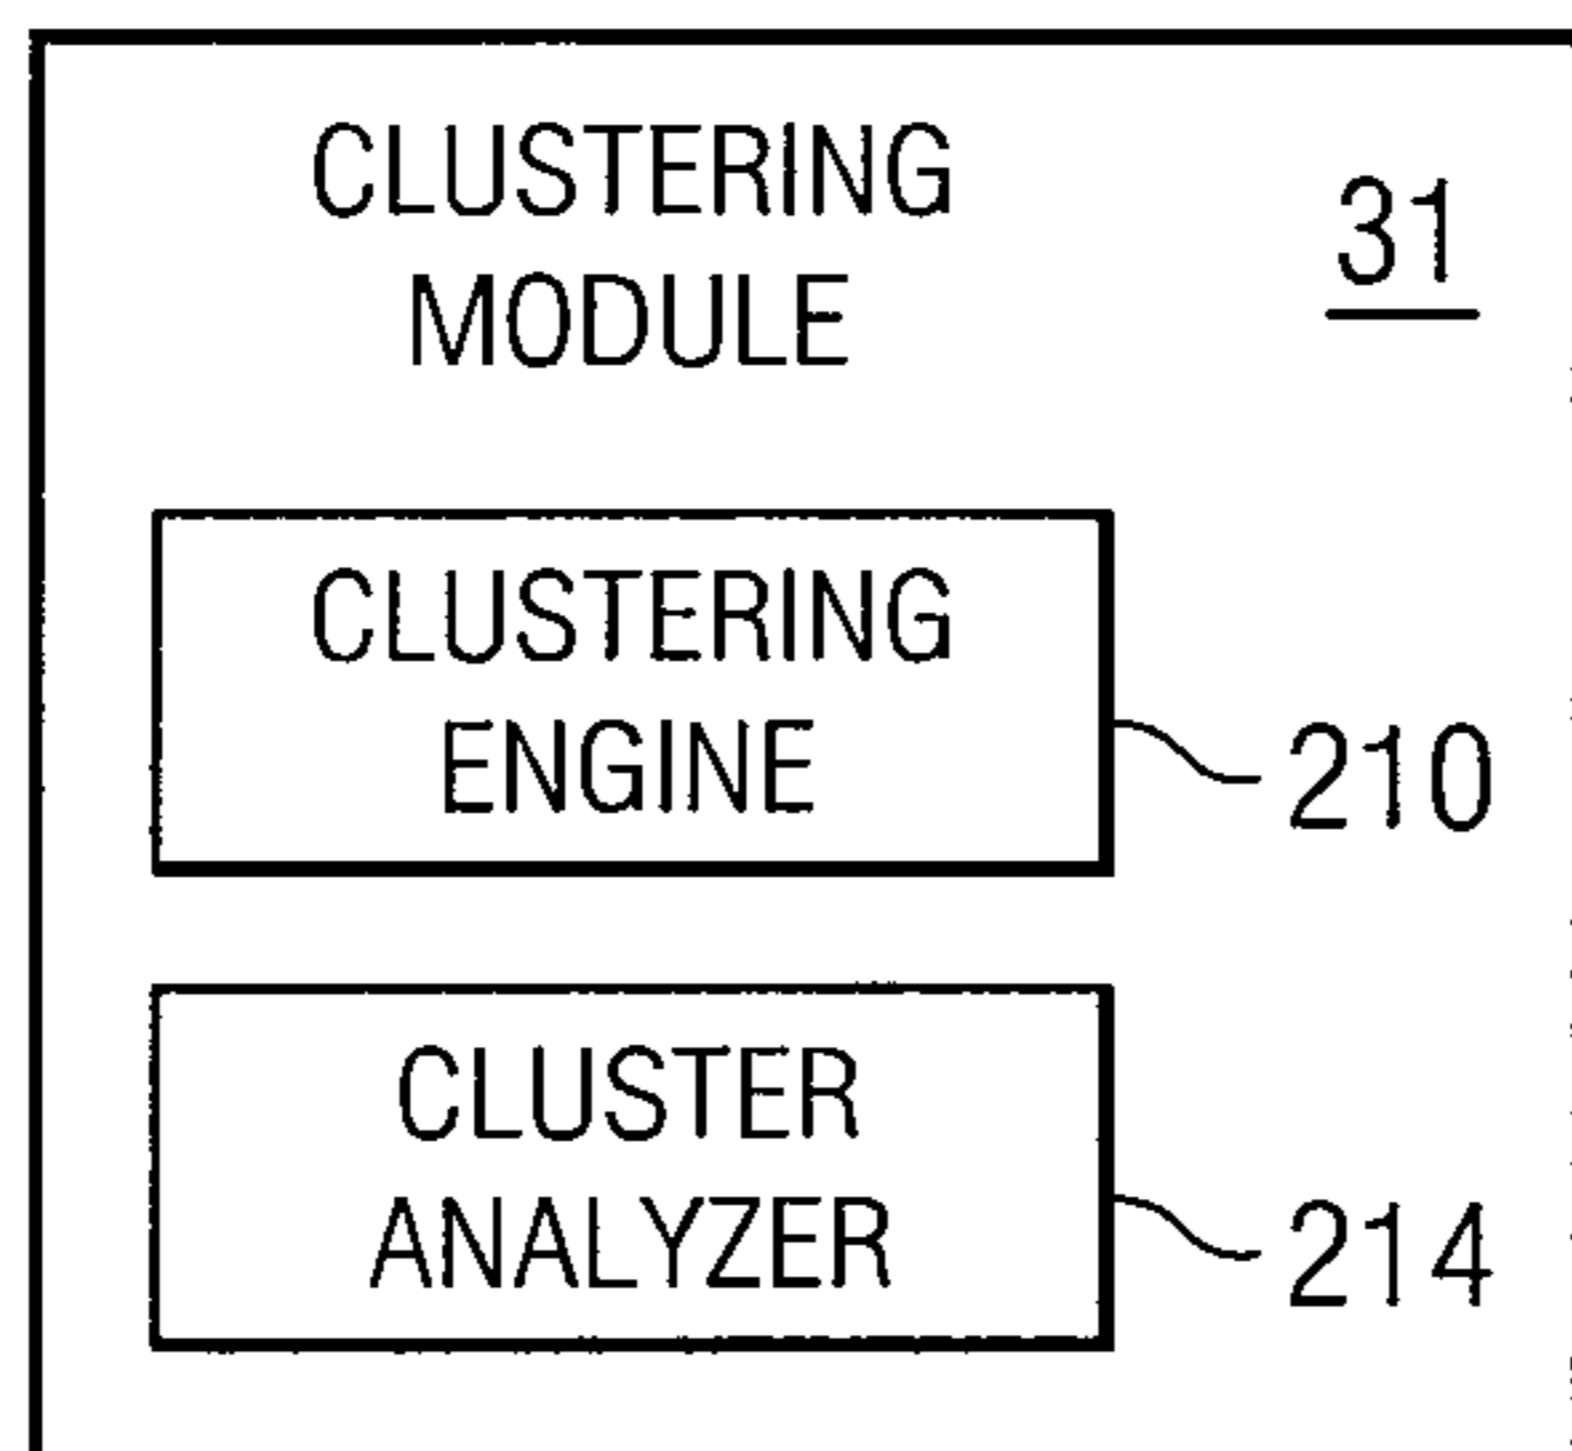 CLUSTERING
MODULE
31
CLUSTERING
ENGINE
210
CLUSTER
ANALYZER
214